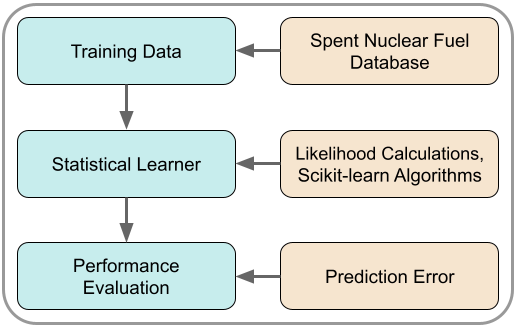 Training Data
Spent Nuclear Fuel
Database
Statistical Learner
Likelihood Calculations,
Scikit-learn Algorithms
Performance
Evaluation
Prediction Error